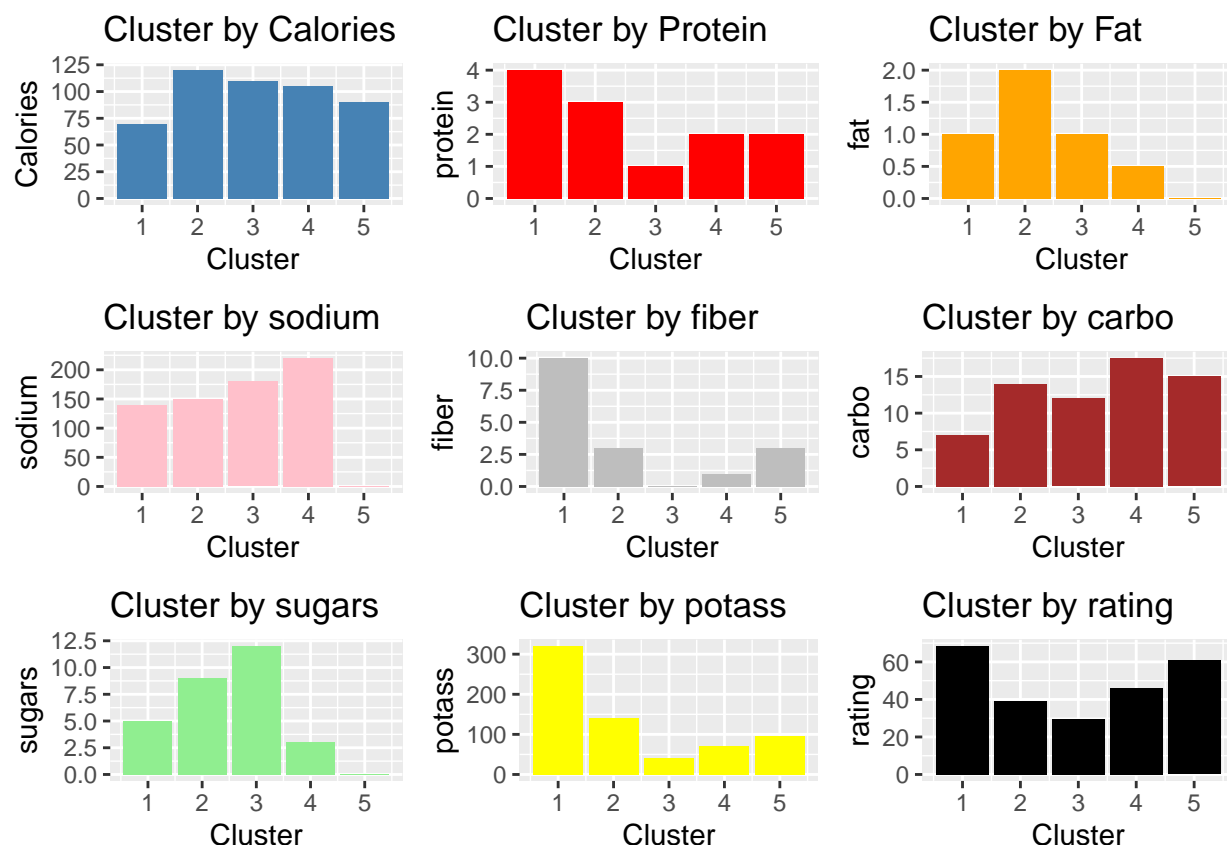 Cluster by Calories
Calories
125
100
75
50
25
0
1 2 3 4 5
Cluster
Cluster by Protein
protein
4
3
2
1
0
1 2 3 4 5
Cluster
Cluster by Fat
fat
2.0
1.5
1.0
0.5
0.0
1 2 3 4 5
Cluster
Cluster by sodium
sodium
200
150
100
50
0
1 2 3 4 5
Cluster
Cluster by fiber
fiber
10.0
7.5
5.0
2.5
0.0
1 2 3 4 5
Cluster
Cluster by carbo
carbo
15
10
5
0
1 2 3 4 5
Cluster
Cluster by sugars
sugars
12.5
10.0
7.5
5.0
2.5
0.0
1 2 3 4 5
Cluster
Cluster by potass
potass
300
200
100
0
1 2 3 4 5
Cluster
Cluster by rating
rating
60
40
20
0
1 2 3 4 5
Cluster